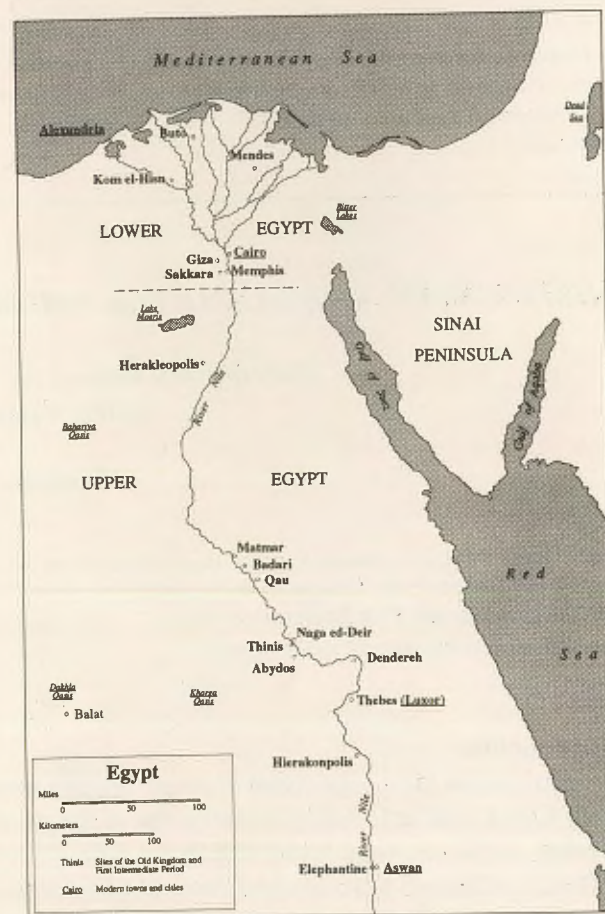 Mediterranean Sea
Dead
Sea
Alexandria
Buto
Mendes
Kom el-Hisn
Bitter
Lakes
LOWER EGYPT
Giza
Cairo
Sakkara
Memphis
Lake
Moeris
SINAI
PENINSULA
Gulf of Suez
Gulf of Aqaba
Herakleopolis
River Nile
Bahariya
Oasis
UPPER EGYPT
Matmar
Badari
Qau
Red
Sea
Naga ed-Deir
Thinis
Abydos
Dendereh
Dakhla
Oasis
Kharga
Oasis
Balat
Thebes (Luxor)
Hierakonpolis
River Nile
Elephantine
Aswan
Egypt
Miles
0 50 100
Kilometers
0 50 100
Thinis Sites of the Old Kingdom and
First Intermediate Period
Cairo Modern towns and cities